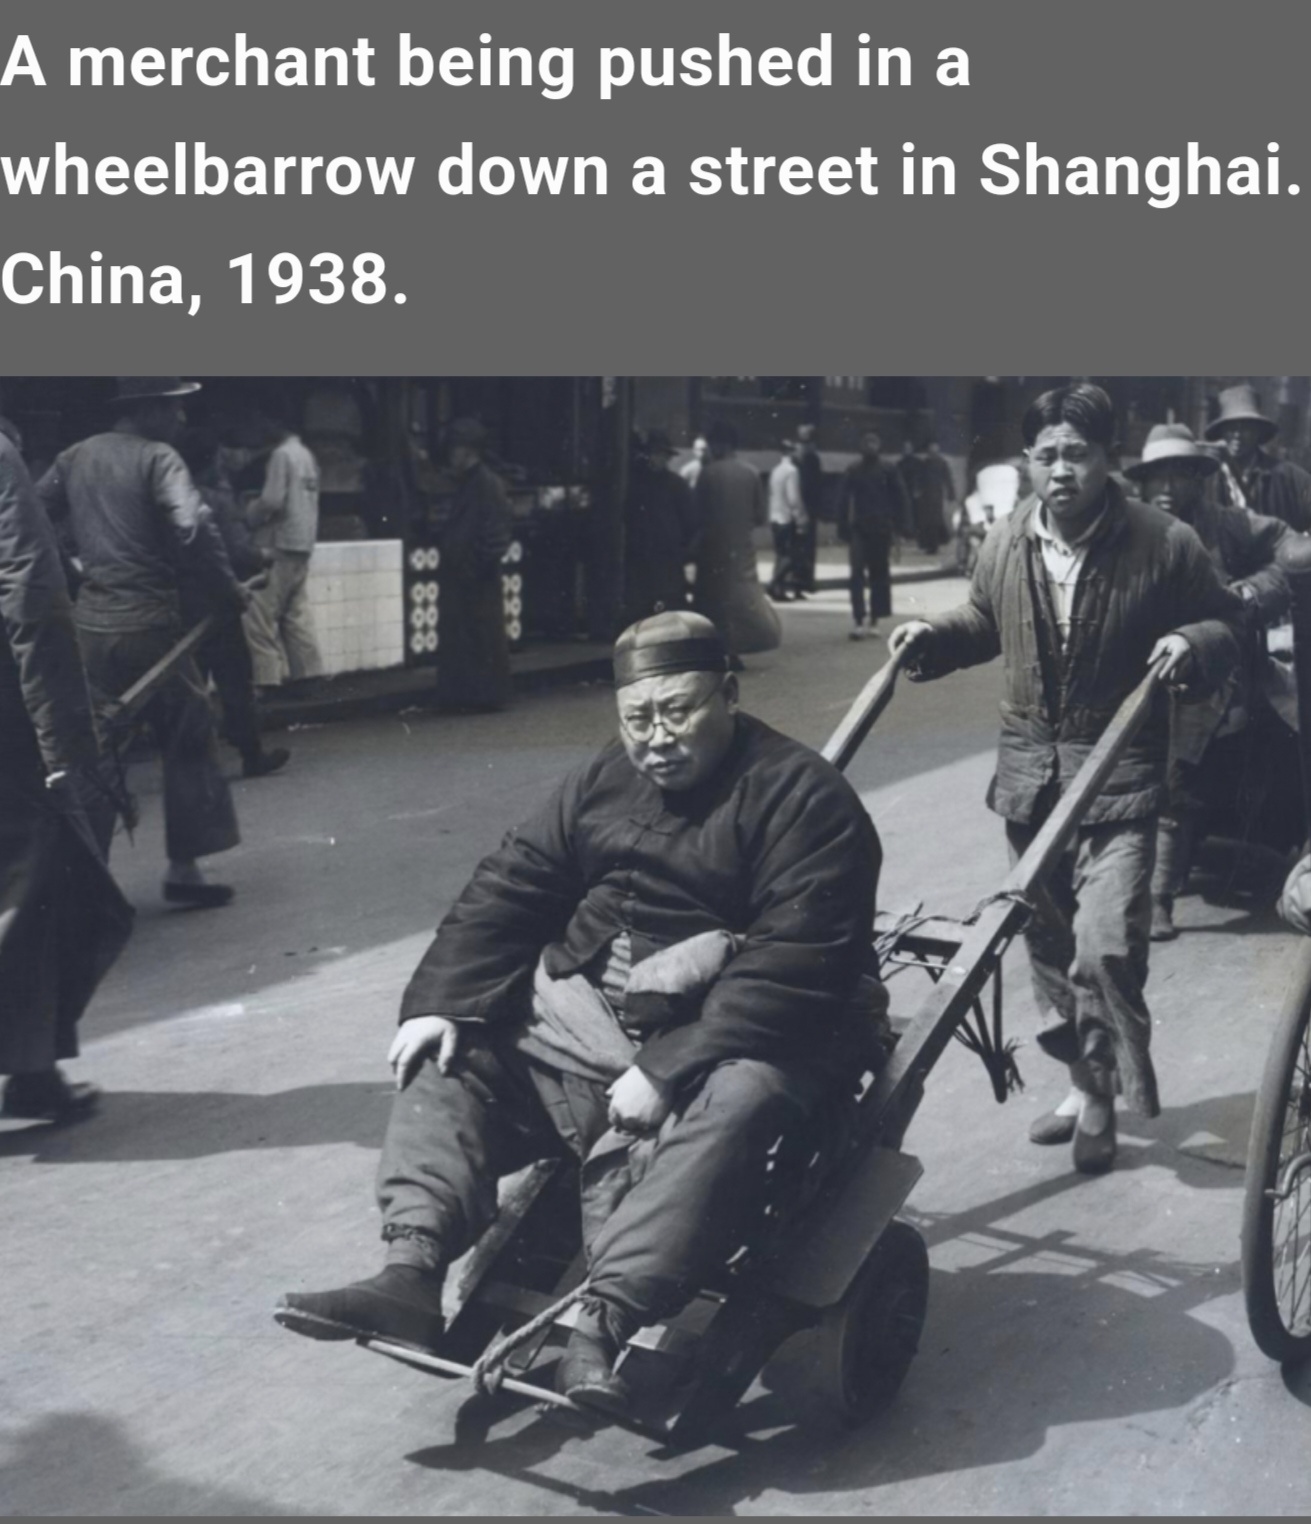 A merchant being pushed in a
wheelbarrow down a street in Shanghai.
China, 1938.